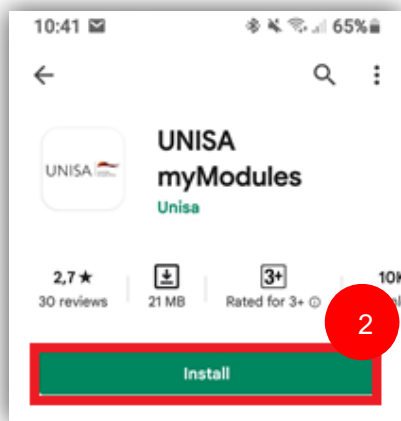 10:41 65%
UNISA
UNISA
myModules
Unisa
2,7★ 3+ 10K
30 reviews 21 MB Rated for 3+
2
Install